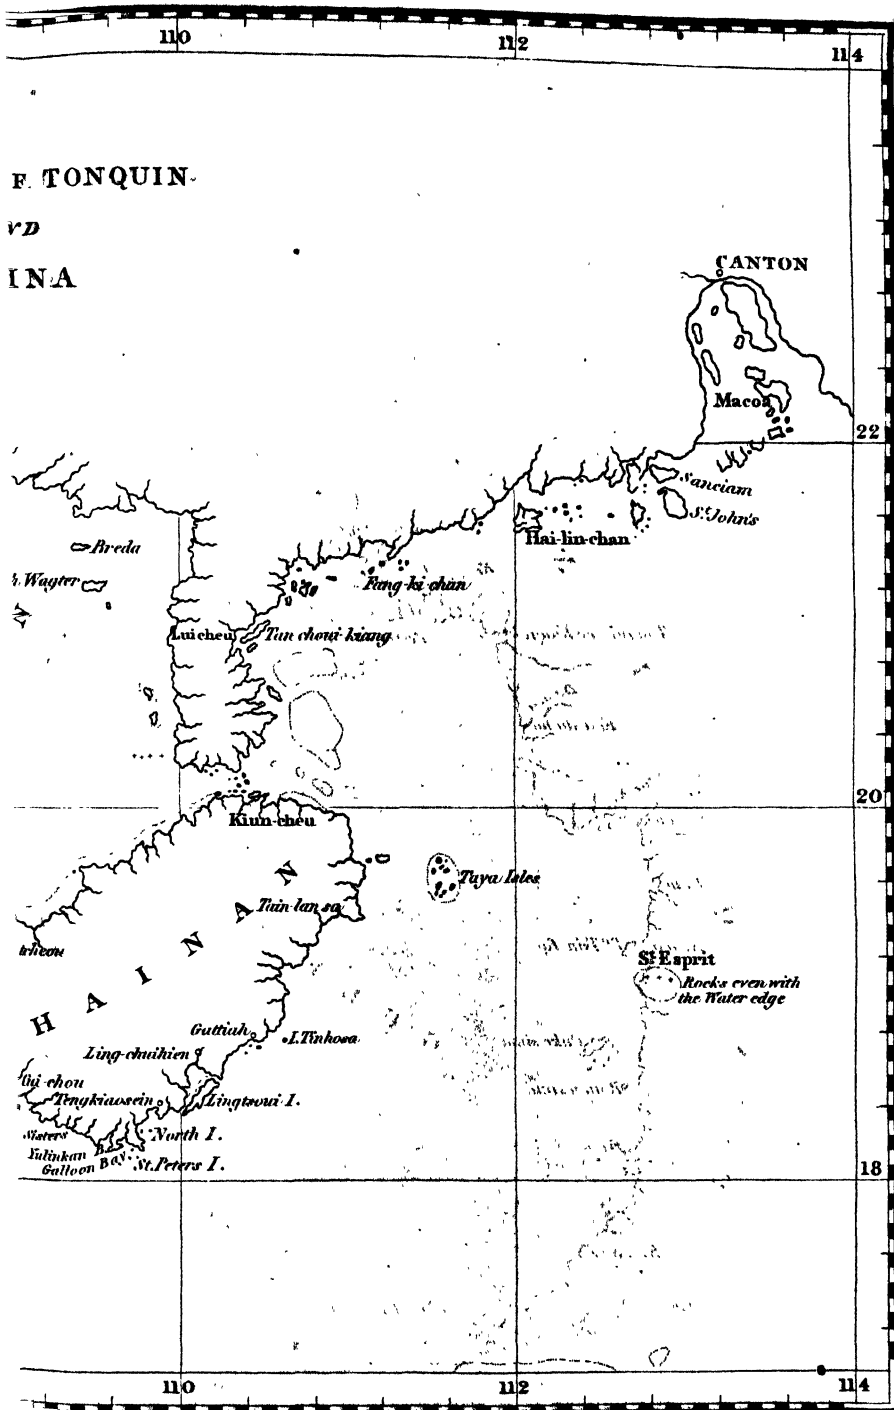 110
112
114
F. TONQUIN
ND
INA
CANTON
Macoa
22
Sanciam
St. John's
Hai-lin-chan
Breda
Wagter
Fang-ki-chan
Luicheu
Tan choui-kiang
20
Kiun-cheu
Taya Isles
Tain-lan sa
HAINAN
St. Esprit
Rocks even with
the Water edge
Guttiah
I. Tinhosa
Ling-chuihien
Tengkiaosein
Lingtsoui I.
Sisters
North I.
Yulinkan
Galloon Bay
St. Peters I.
18
110
112
114